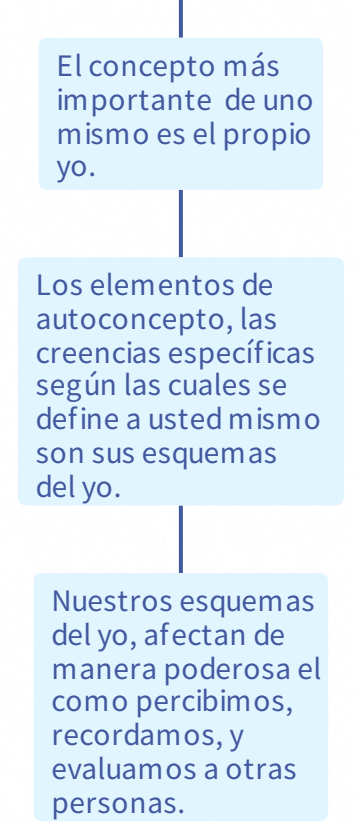 El concepto más
importante de uno
mismo es el propio
yo.
Los elementos de
autoconcepto, las
creencias específicas
según las cuales se
define a usted mismo
son sus esquemas
del yo.
Nuestros esquemas
del yo, afectan de
manera poderosa el
como percibimos,
recordamos, y
evaluamos a otras
personas.